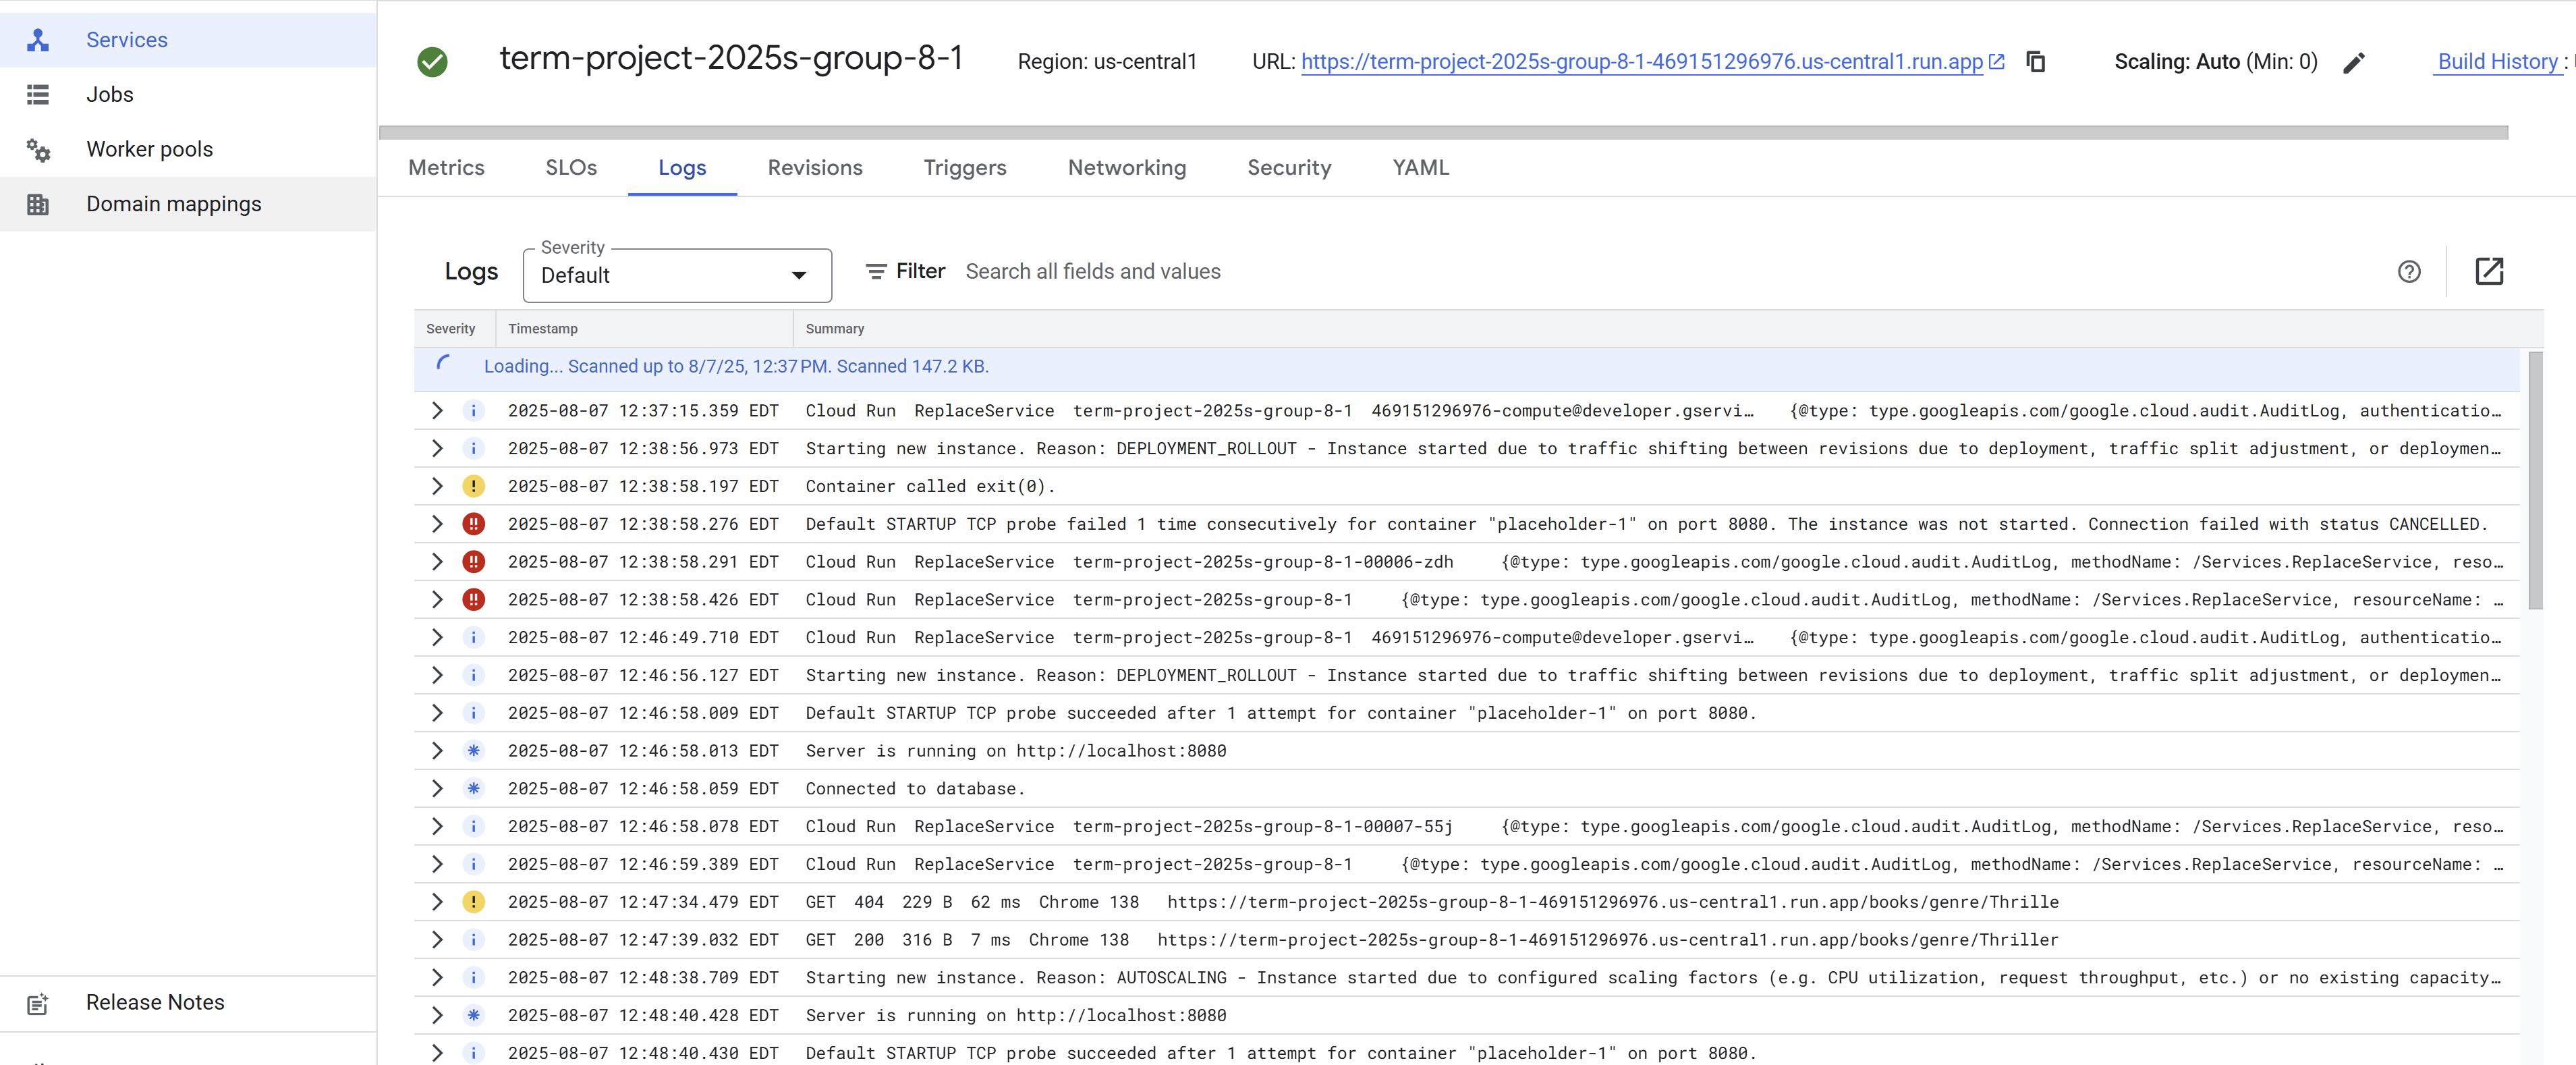 Services
Jobs
Worker pools
Domain mappings
Release Notes
term-project-2025s-group-8-1 Region: us-central1 URL: https://term-project-2025s-group-8-1-469151296976.us-central1.run.app Scaling: Auto (Min: 0) Build History :
Metrics SLOs Logs Revisions Triggers Networking Security YAML
Logs Severity Default Filter Search all fields and values
Severity Timestamp Summary
Loading... Scanned up to 8/7/25, 12:37 PM. Scanned 147.2 KB.
2025-08-07 12:37:15.359 EDT Cloud Run ReplaceService term-project-2025s-group-8-1 469151296976-compute@developer.gservi… {@type: type.googleapis.com/google.cloud.audit.AuditLog, authenticatio…
2025-08-07 12:38:56.973 EDT Starting new instance. Reason: DEPLOYMENT_ROLLOUT - Instance started due to traffic shifting between revisions due to deployment, traffic split adjustment, or deploymen…
2025-08-07 12:38:58.197 EDT Container called exit(0).
2025-08-07 12:38:58.276 EDT Default STARTUP TCP probe failed 1 time consecutively for container "placeholder-1" on port 8080. The instance was not started. Connection failed with status CANCELLED.
2025-08-07 12:38:58.291 EDT Cloud Run ReplaceService term-project-2025s-group-8-1-00006-zdh {@type: type.googleapis.com/google.cloud.audit.AuditLog, methodName: /Services.ReplaceService, reso…
2025-08-07 12:38:58.426 EDT Cloud Run ReplaceService term-project-2025s-group-8-1 {@type: type.googleapis.com/google.cloud.audit.AuditLog, methodName: /Services.ReplaceService, resourceName: …
2025-08-07 12:46:49.710 EDT Cloud Run ReplaceService term-project-2025s-group-8-1 469151296976-compute@developer.gservi… {@type: type.googleapis.com/google.cloud.audit.AuditLog, authenticatio…
2025-08-07 12:46:56.127 EDT Starting new instance. Reason: DEPLOYMENT_ROLLOUT - Instance started due to traffic shifting between revisions due to deployment, traffic split adjustment, or deploymen…
2025-08-07 12:46:58.009 EDT Default STARTUP TCP probe succeeded after 1 attempt for container "placeholder-1" on port 8080.
2025-08-07 12:46:58.013 EDT Server is running on http://localhost:8080
2025-08-07 12:46:58.059 EDT Connected to database.
2025-08-07 12:46:58.078 EDT Cloud Run ReplaceService term-project-2025s-group-8-1-00007-55j {@type: type.googleapis.com/google.cloud.audit.AuditLog, methodName: /Services.ReplaceService, reso…
2025-08-07 12:46:59.389 EDT Cloud Run ReplaceService term-project-2025s-group-8-1 {@type: type.googleapis.com/google.cloud.audit.AuditLog, methodName: /Services.ReplaceService, resourceName: …
2025-08-07 12:47:34.479 EDT GET 404 229 B 62 ms Chrome 138 https://term-project-2025s-group-8-1-469151296976.us-central1.run.app/books/genre/Thrille
2025-08-07 12:47:39.032 EDT GET 200 316 B 7 ms Chrome 138 https://term-project-2025s-group-8-1-469151296976.us-central1.run.app/books/genre/Thriller
2025-08-07 12:48:38.709 EDT Starting new instance. Reason: AUTOSCALING - Instance started due to configured scaling factors (e.g. CPU utilization, request throughput, etc.) or no existing capacity…
2025-08-07 12:48:40.428 EDT Server is running on http://localhost:8080
2025-08-07 12:48:40.430 EDT Default STARTUP TCP probe succeeded after 1 attempt for container "placeholder-1" on port 8080.